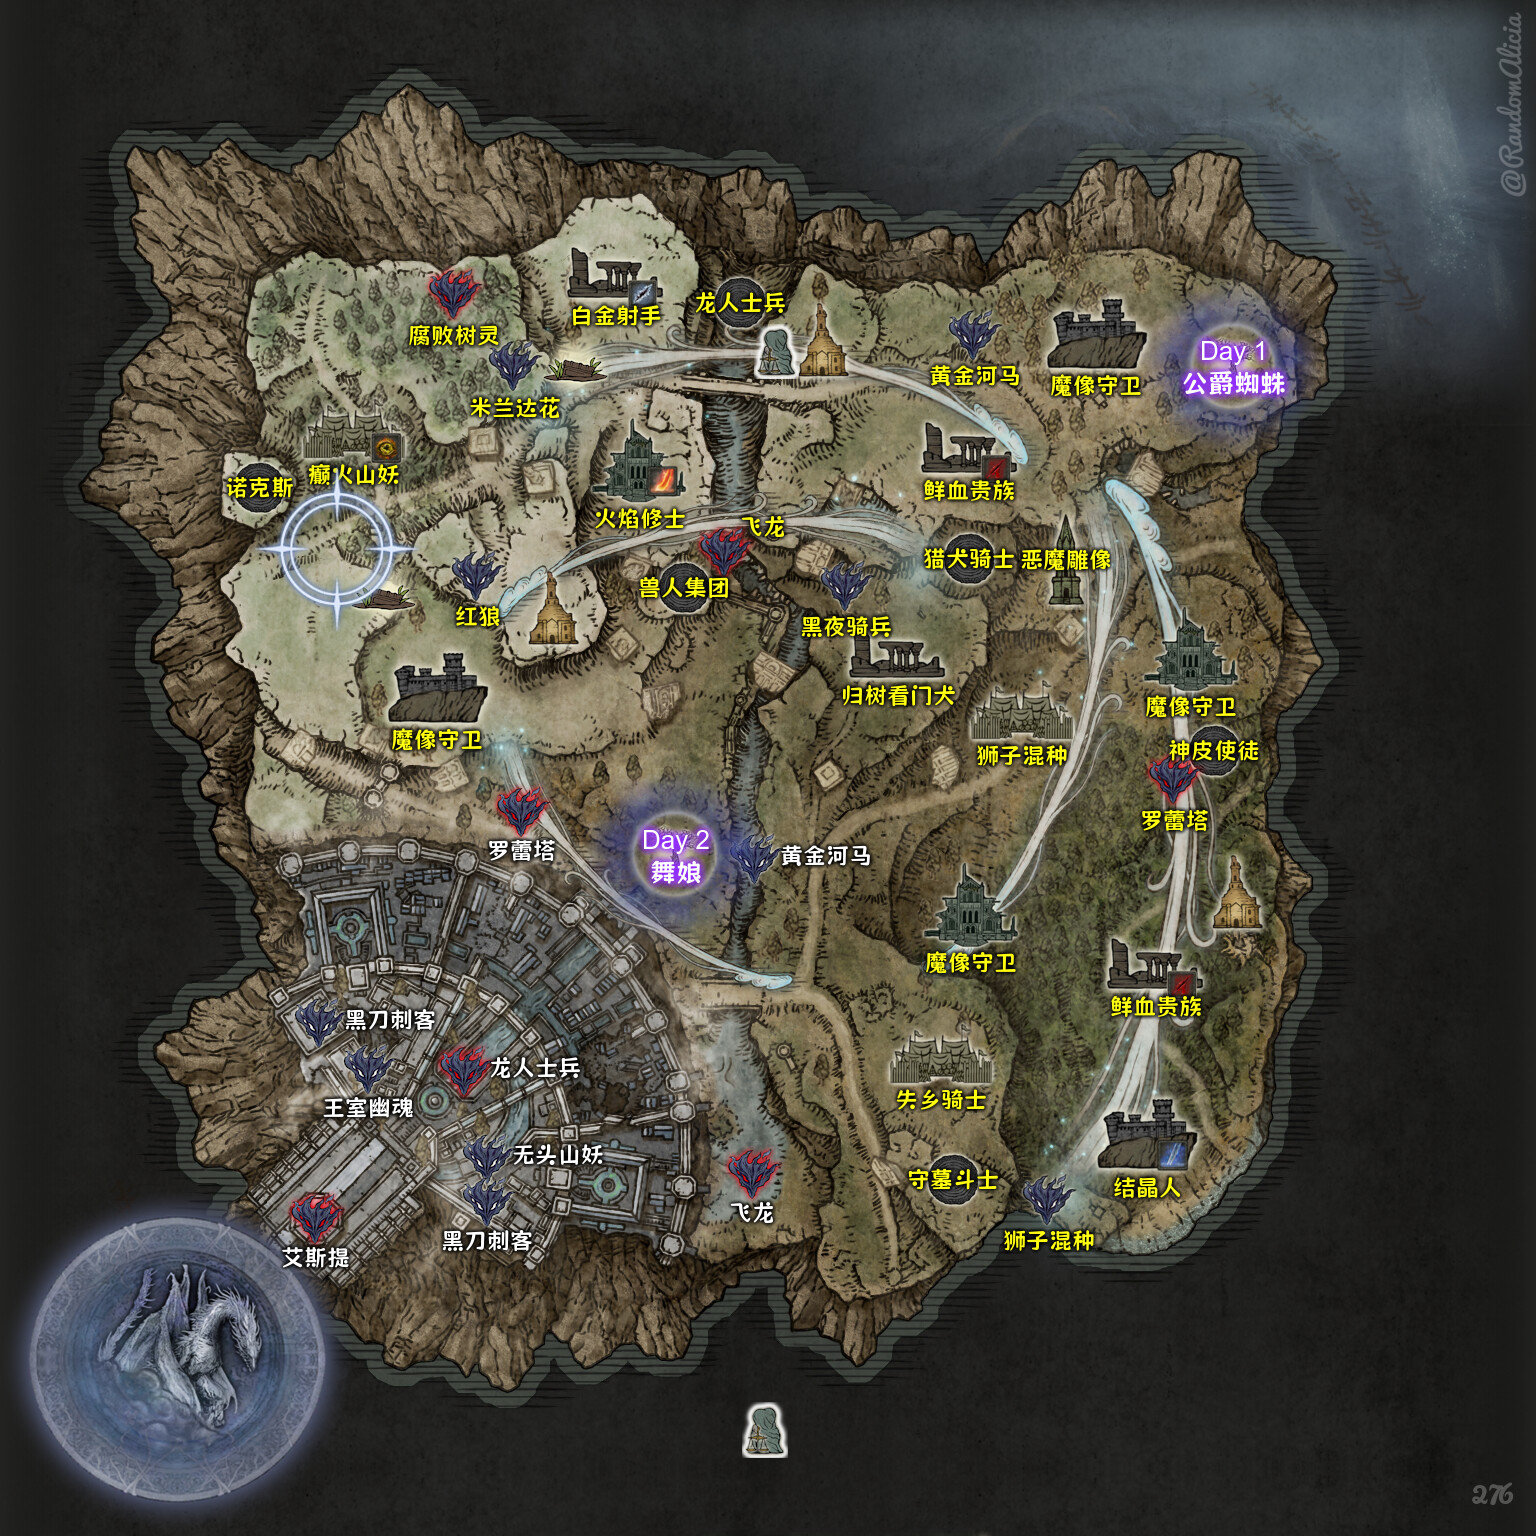 @RandomAlicia
白金射手
龙人士兵
腐败树灵
黄金河马
魔像守卫
Day 1
公爵蜘蛛
米兰达花
癫火山妖
诺克斯
火焰修士
鲜血贵族
飞龙
猎犬骑士
恶魔雕像
兽人集团
红狼
黑夜骑兵
归树看门犬
魔像守卫
魔像守卫
狮子混种
神皮使徒
罗蕾塔
罗蕾塔
Day 2
舞娘
黄金河马
魔像守卫
鲜血贵族
黑刀刺客
龙人士兵
王室幽魂
失乡骑士
无头山妖
守墓斗士
结晶人
飞龙
黑刀刺客
狮子混种
艾斯提
276